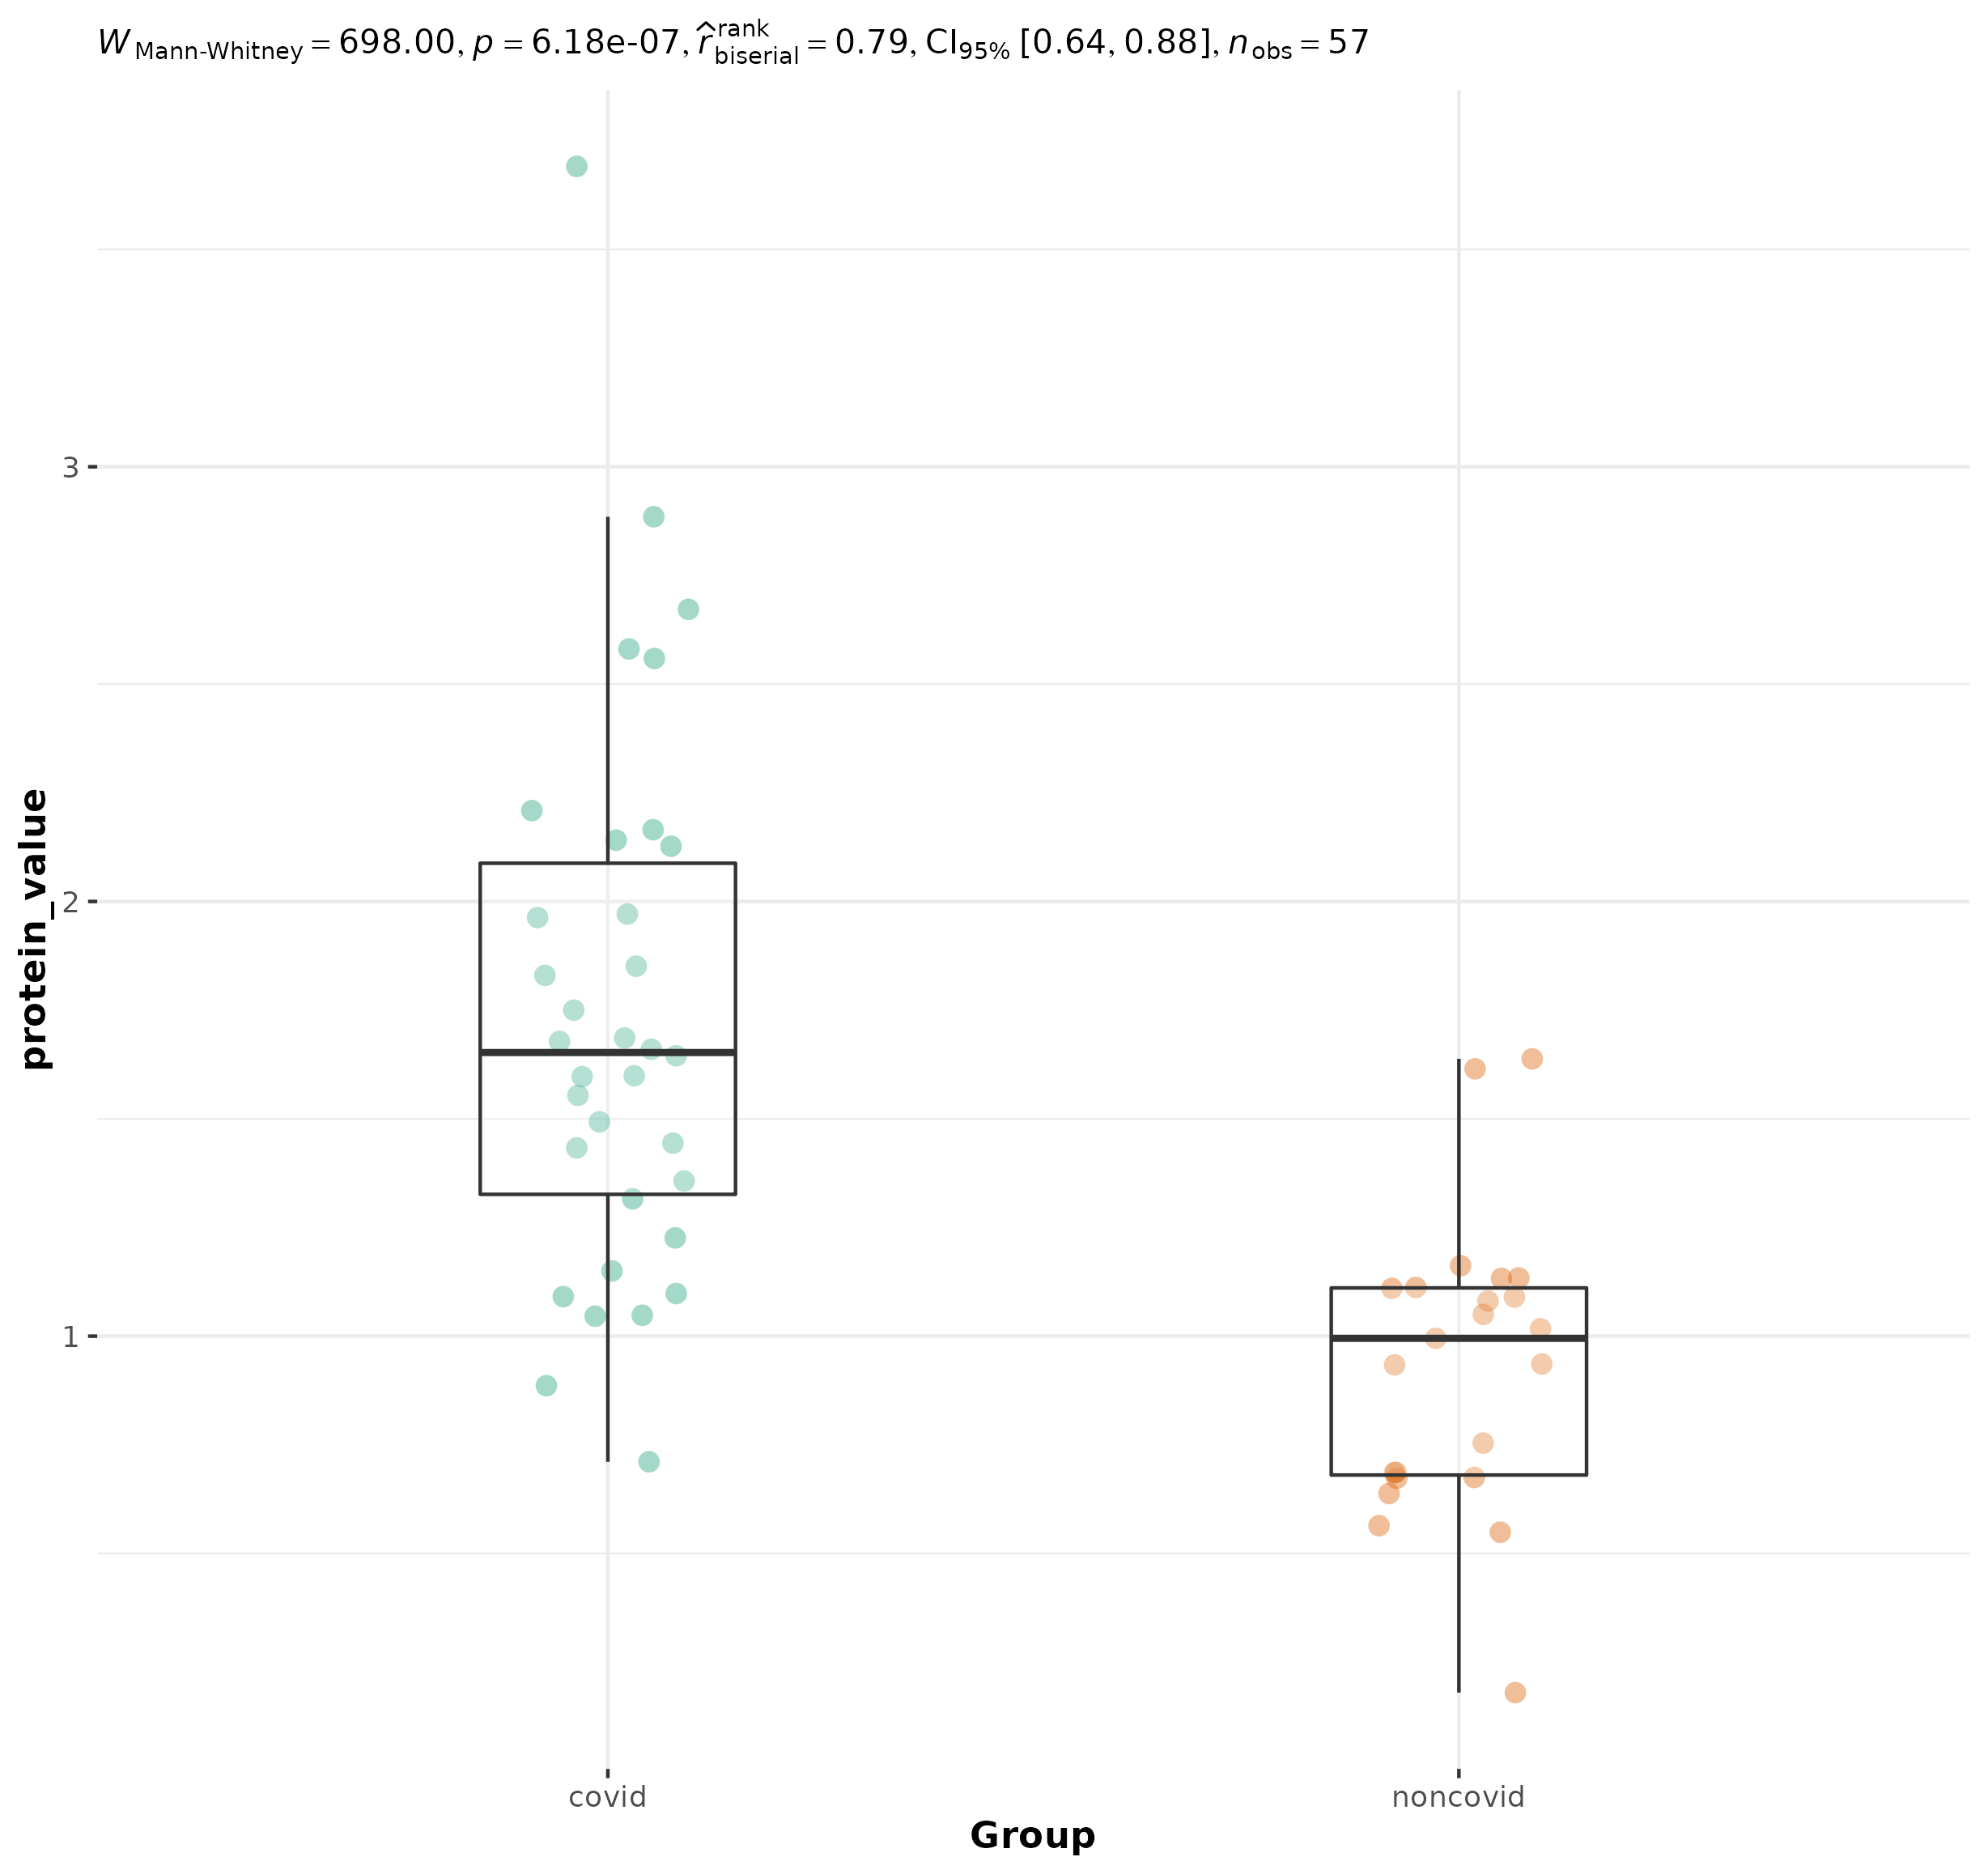 W Mann-Whitney = 698.00, p = 6.18e-07, r̂ rank biserial = 0.79, CI95% [0.64, 0.88], n obs = 57
protein_value
3
2
1
covid noncovid
Group